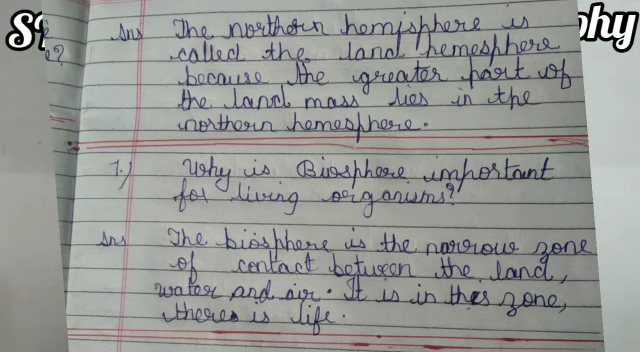 Ans The northern hemisphere is
called the land hemesphere
because the greater part of
the land mass lies in the
northern hemesphere.
7.) Why is Biosphere important
for living organisms?
Ans The biosphere is the narrow zone
of contact between the land,
water and air. It is in this zone,
theres is life.